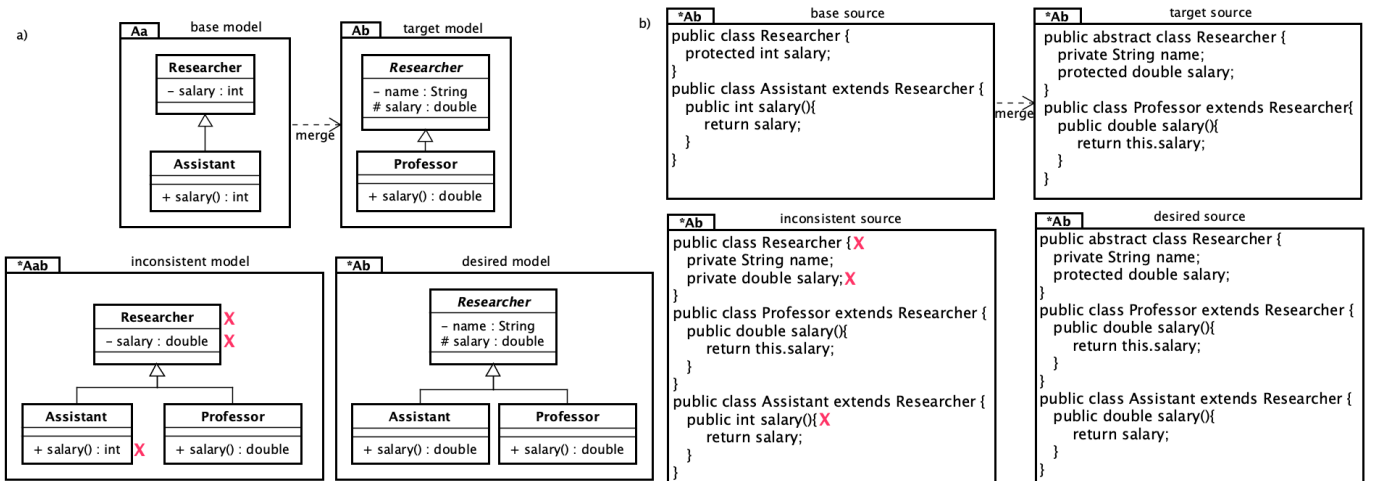 a)
Aa
base model
Researcher
– salary : int
Assistant
+ salary() : int
merge
Ab
target model
Researcher
– name : String
# salary : double
Professor
+ salary() : double
*Aab
inconsistent model
Researcher
X
– salary : double
X
Assistant
+ salary() : int
X
Professor
+ salary() : double
*Ab
desired model
Researcher
– name : String
# salary : double
Assistant
+ salary() : double
Professor
+ salary() : double
b)
*Ab
base source
public class Researcher {
protected int salary;
}
public class Assistant extends Researcher {
public int salary(){
return salary;
}
}
merge
*Ab
target source
public abstract class Researcher {
private String name;
protected double salary;
}
public class Professor extends Researcher{
public double salary(){
return this.salary;
}
}
*Ab
inconsistent source
public class Researcher { X
private String name;
private double salary; X
}
public class Professor extends Researcher {
public double salary(){
return this.salary;
}
}
public class Assistant extends Researcher {
public int salary(){ X
return salary;
}
}
*Ab
desired source
public abstract class Researcher {
private String name;
protected double salary;
}
public class Professor extends Researcher {
public double salary(){
return this.salary;
}
}
public class Assistant extends Researcher {
public double salary(){
return salary;
}
}